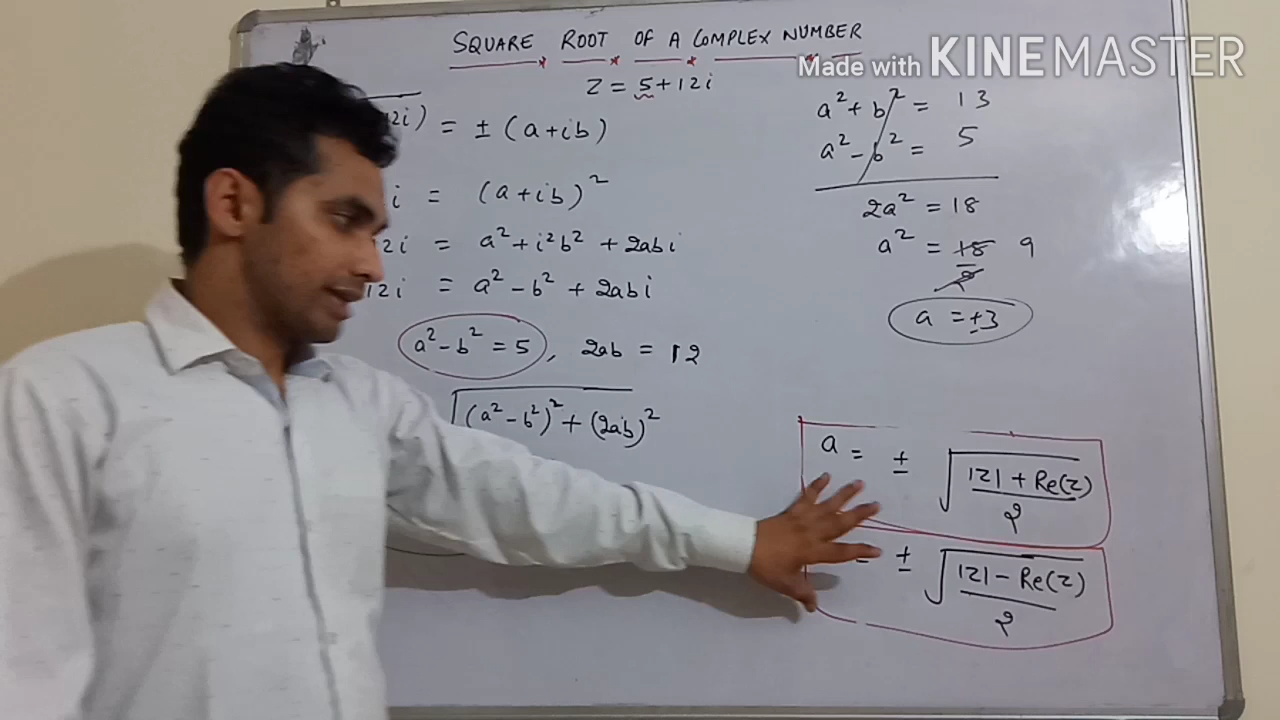 SQUARE ROOT OF A COMPLEX NUMBER
Made with KINEMASTER
z = 5+12i
2i) = ± (a+ib)
i = (a+ib)²
2i = a²+i²b² + 2abi
12i = a²-b² + 2abi
a²-b² = 5, 2ab = 12
√(a²-b²)²+(2ab)²
a²+b² = 13
a²-b² = 5
2a² = 18
a² = 18/2 9
a = ±3
a = ± √|z|+Re(z)/2
= ± √|z|-Re(z)/2